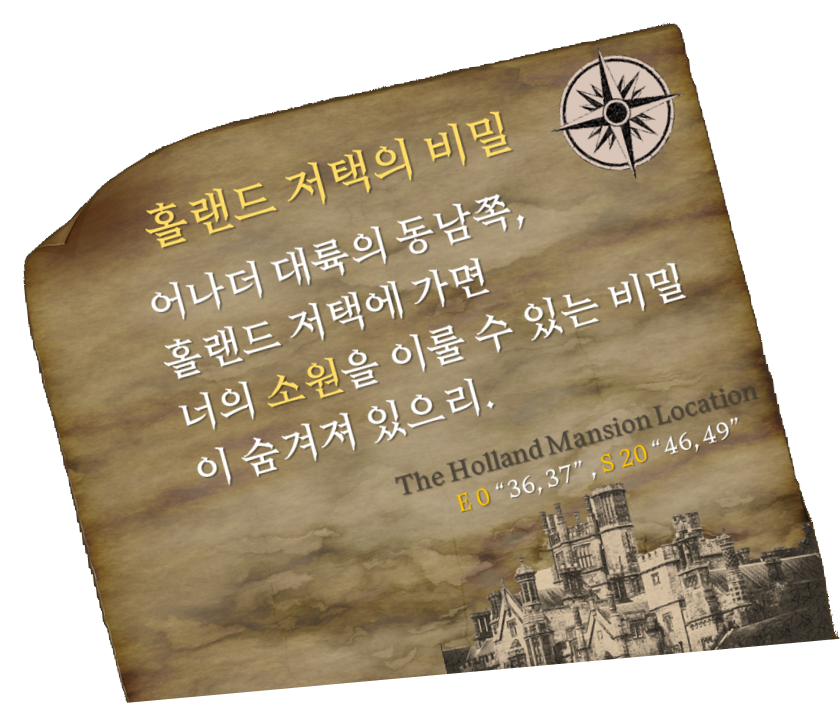 홀랜드 저택의 비밀
어나더 대륙의 동남쪽,
홀랜드 저택에 가면
너의 소원을 이룰 수 있는 비밀
이 숨겨져 있으리.
The Holland Mansion Location
E 0 “36, 37” , S 20 “46, 49”